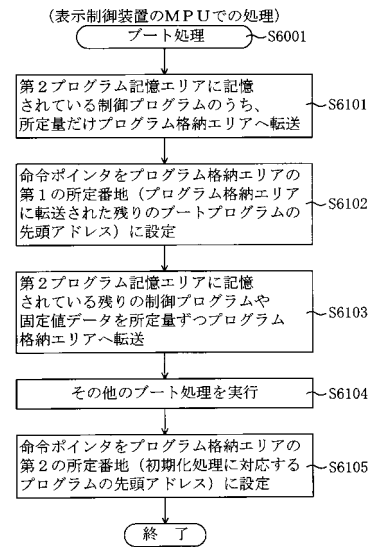 (表示制御装置のMPUでの処理)
ブート処理
S6001
第2プログラム記憶エリアに記憶
されている制御プログラムのうち、
所定量だけプログラム格納エリアへ転送
S6101
命令ポインタをプログラム格納エリアの
第1の所定番地(プログラム格納エリア
に転送された残りのブートプログラムの
先頭アドレス)に設定
S6102
第2プログラム記憶エリアに記憶
されている残りの制御プログラムや
固定値データを所定量ずつプログラム
格納エリアへ転送
S6103
その他のブート処理を実行
S6104
命令ポインタをプログラム格納エリアの
第2の所定番地(初期化処理に対応する
プログラムの先頭アドレス)に設定
S6105
終 了